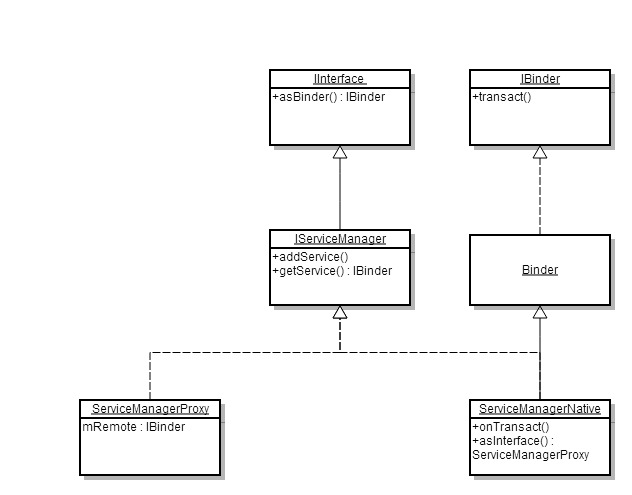 IInterface
+asBinder() : IBinder
IBinder
+transact()
IServiceManager
+addService()
+getService() : IBinder
Binder
ServiceManagerProxy
mRemote : IBinder
ServiceManagerNative
+onTransact()
+asInterface() :
ServiceManagerProxy